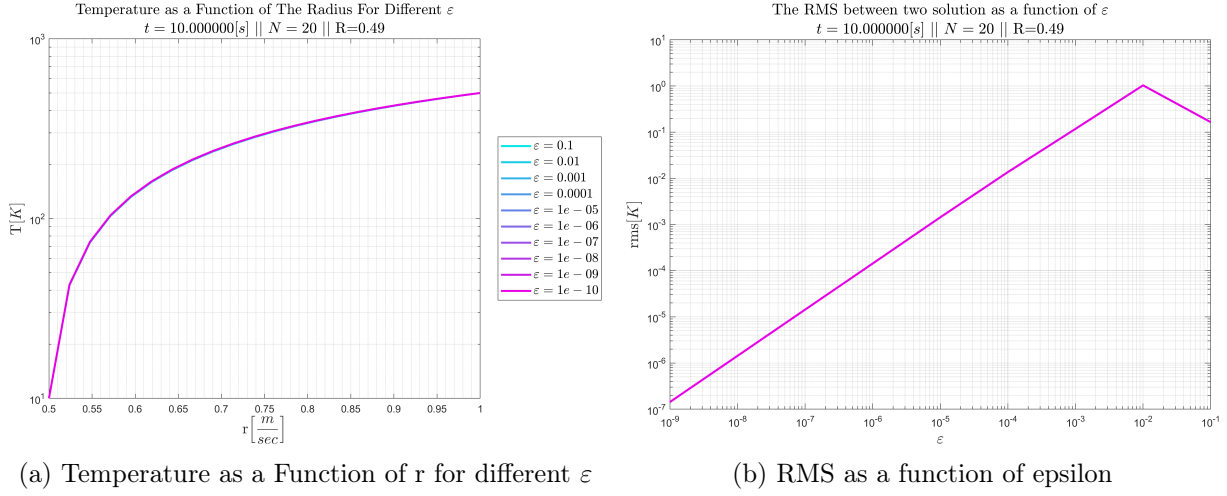 Temperature as a Function of The Radius For Different ε
t = 10.000000[s] || N = 20 || R=0.49
10³
10²
10¹
T[K]
0.5 0.55 0.6 0.65 0.7 0.75 0.8 0.85 0.9 0.95 1
r[m/sec]
ε = 0.1
ε = 0.01
ε = 0.001
ε = 0.0001
ε = 1e − 05
ε = 1e − 06
ε = 1e − 07
ε = 1e − 08
ε = 1e − 09
ε = 1e − 10
(a) Temperature as a Function of r for different ε
The RMS between two solution as a function of ε
t = 10.000000[s] || N = 20 || R=0.49
10¹
10⁰
10⁻¹
10⁻²
10⁻³
10⁻⁴
10⁻⁵
10⁻⁶
10⁻⁷
rms[K]
10⁻⁹ 10⁻⁸ 10⁻⁷ 10⁻⁶ 10⁻⁵ 10⁻⁴ 10⁻³ 10⁻² 10⁻¹
ε
(b) RMS as a function of epsilon